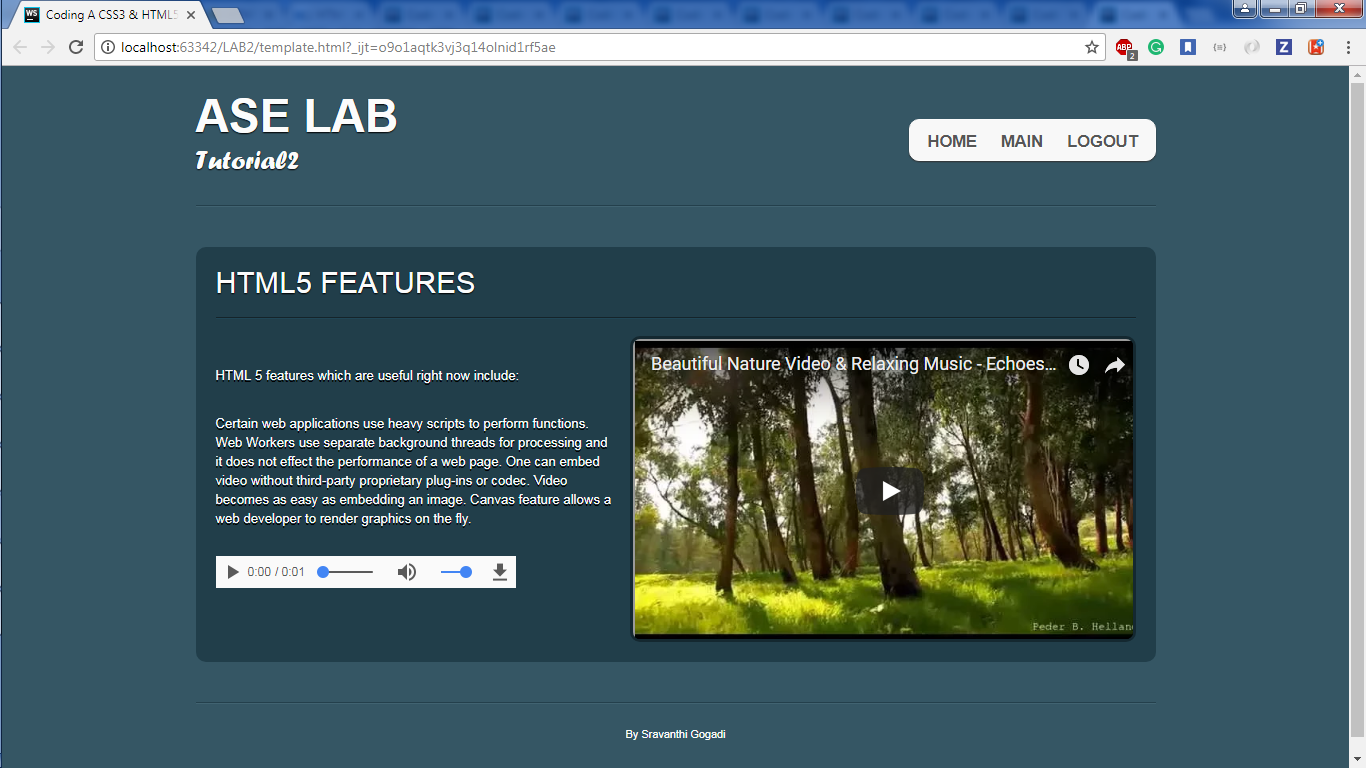 Coding A CSS3 & HTML5
localhost:63342/LAB2/template.html?_ijt=o9o1aqtk3vj3q14olnid1rf5ae
ABP
2
Z
ASE LAB
Tutorial2
HOME MAIN LOGOUT
HTML5 FEATURES
HTML 5 features which are useful right now include:
Certain web applications use heavy scripts to perform functions.
Web Workers use separate background threads for processing and
it does not effect the performance of a web page. One can embed
video without third-party proprietary plug-ins or codec. Video
becomes as easy as embedding an image. Canvas feature allows a
web developer to render graphics on the fly.
0:00 / 0:01
Beautiful Nature Video & Relaxing Music - Echoes...
Peder B. Hellan
By Sravanthi Gogadi